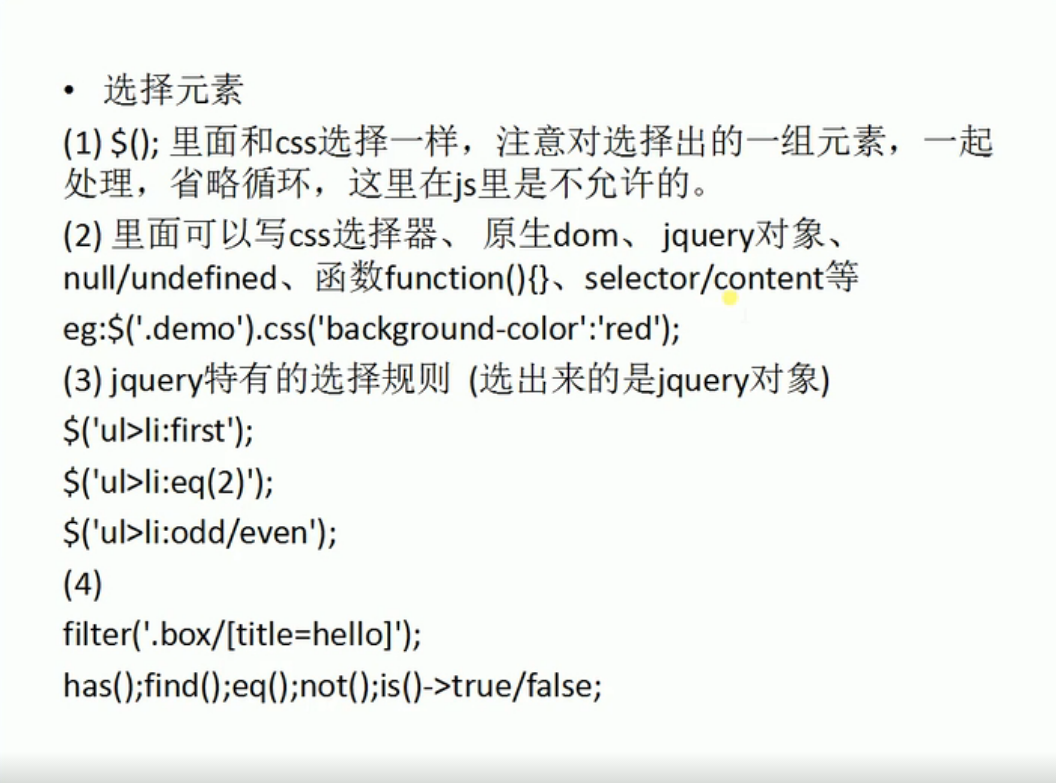 • 选择元素
(1) $(); 里面和css选择一样，注意对选择出的一组元素，一起
处理，省略循环，这里在js里是不允许的。
(2) 里面可以写css选择器、 原生dom、 jquery对象、
null/undefined、函数function(){}、selector/content等
eg:$('.demo').css('background-color':'red');
(3) jquery特有的选择规则 (选出来的是jquery对象)
$('ul>li:first');
$('ul>li:eq(2)');
$('ul>li:odd/even');
(4)
filter('.box/[title=hello]');
has();find();eq();not();is()->true/false;